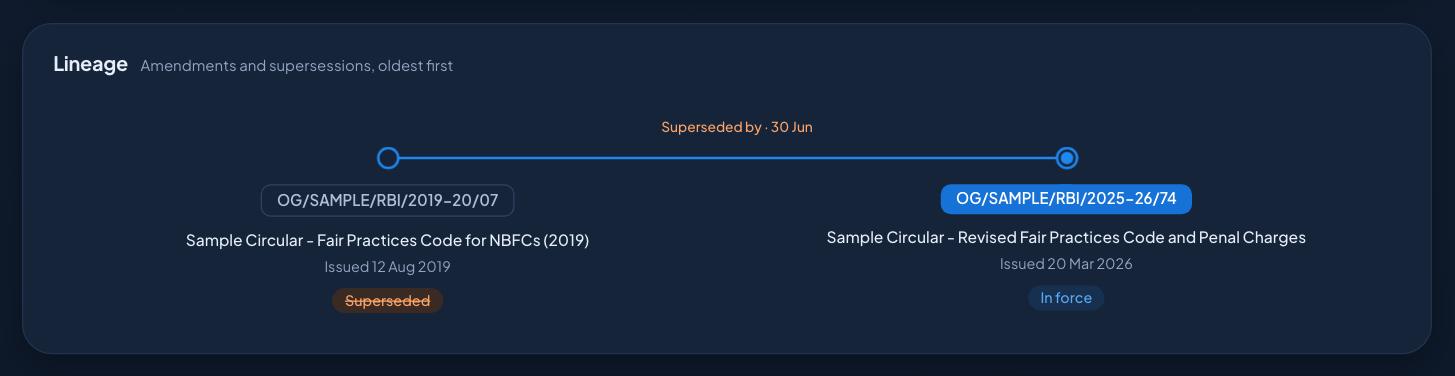 Lineage Amendments and supersessions, oldest first
Superseded by · 30 Jun
OG/SAMPLE/RBI/2019-20/07
Sample Circular - Fair Practices Code for NBFCs (2019)
Issued 12 Aug 2019
Superseded
OG/SAMPLE/RBI/2025-26/74
Sample Circular - Revised Fair Practices Code and Penal Charges
Issued 20 Mar 2026
In force